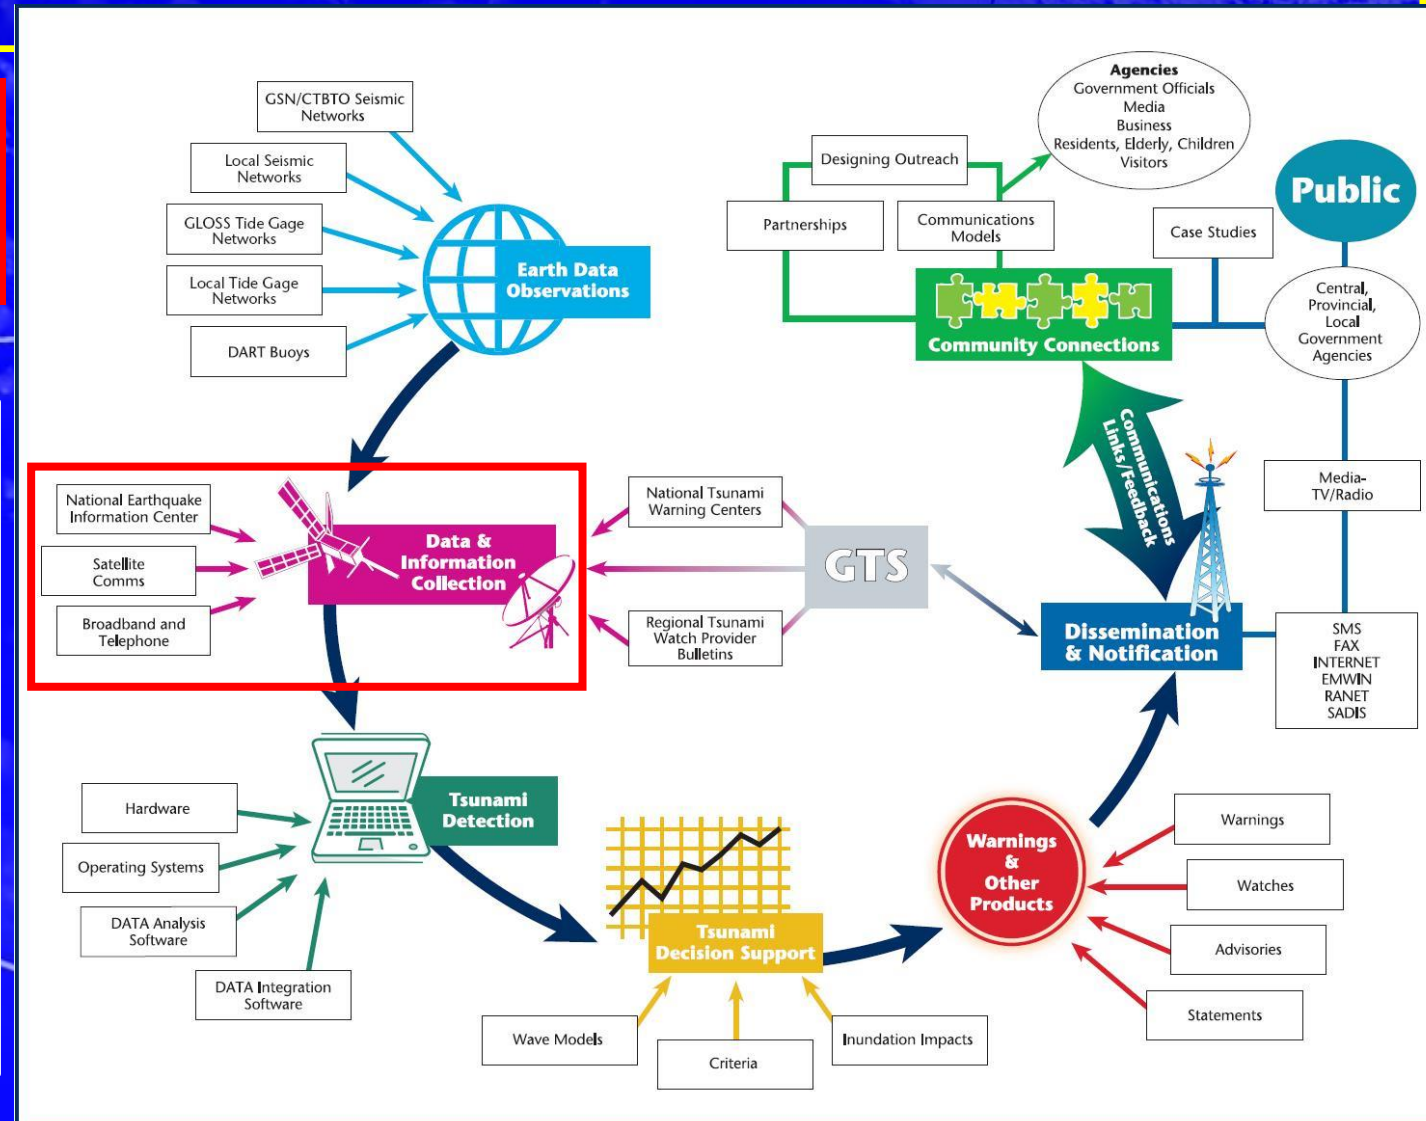 GSN/CTBTO Seismic
Networks
Local Seismic
Networks
GLOSS Tide Gage
Networks
Local Tide Gage
Networks
DART Buoys
Earth Data
Observations
Agencies
Government Officials
Media
Business
Residents, Elderly, Children
Visitors
Designing Outreach
Partnerships
Communications
Models
Case Studies
Public
Central,
Provincial,
Local
Government
Agencies
Community Connections
Communications
Links/Feedback
Media-
TV/Radio
National Earthquake
Information Center
Satellite
Comms
Broadband and
Telephone
Data &
Information
Collection
National Tsunami
Warning Centers
GTS
Regional Tsunami
Watch Provider
Bulletins
Dissemination
& Notification
SMS
FAX
INTERNET
EMWIN
RANET
SADIS
Hardware
Operating Systems
DATA Analysis
Software
DATA Integration
Software
Tsunami
Detection
Tsunami
Decision Support
Wave Models
Criteria
Inundation Impacts
Warnings
&
Other
Products
Warnings
Watches
Advisories
Statements